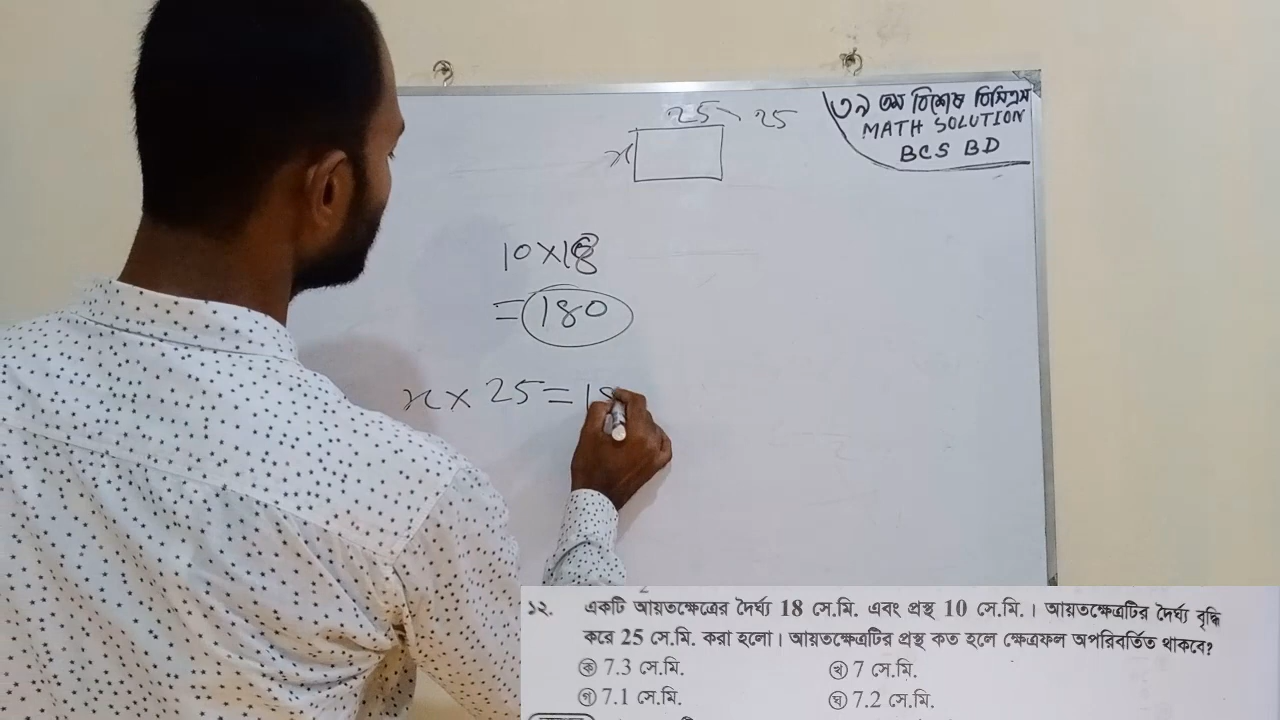 ৩৯ তম বিশেষ বিসিএস
MATH SOLUTION
BCS BD
25 25
x
10×18
=180
x × 25=18
১২. একটি আয়তক্ষেত্রের দৈর্ঘ্য 18 সে.মি. এবং প্রস্থ 10 সে.মি.। আয়তক্ষেত্রটির দৈর্ঘ্য বৃদ্ধি
করে 25 সে.মি. করা হলো। আয়তক্ষেত্রটির প্রস্থ কত হলে ক্ষেত্রফল অপরিবর্তিত থাকবে?
ক 7.3 সে.মি. খ 7 সে.মি.
গ 7.1 সে.মি. ঘ 7.2 সে.মি.